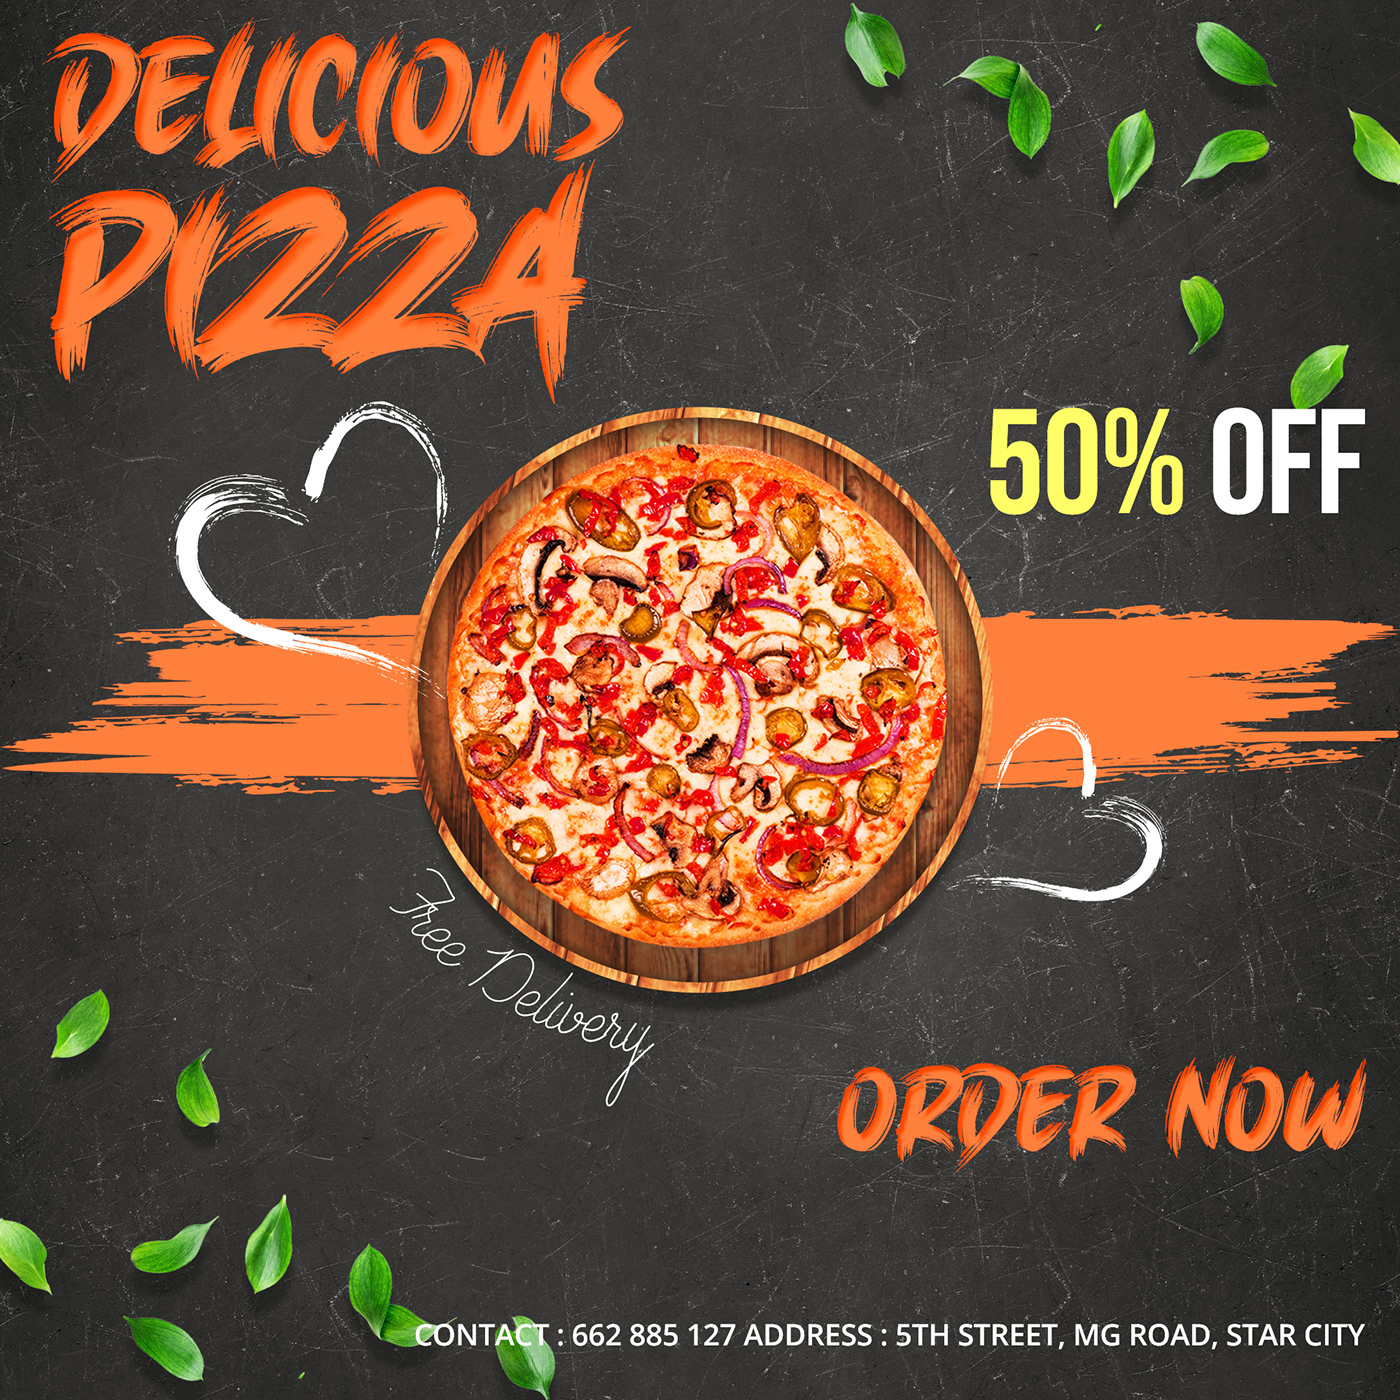 DELICIOUS
PIZZA
50% OFF
Free Delivery
ORDER NOW
CONTACT : 662 885 127 ADDRESS : 5TH STREET, MG ROAD, STAR CITY